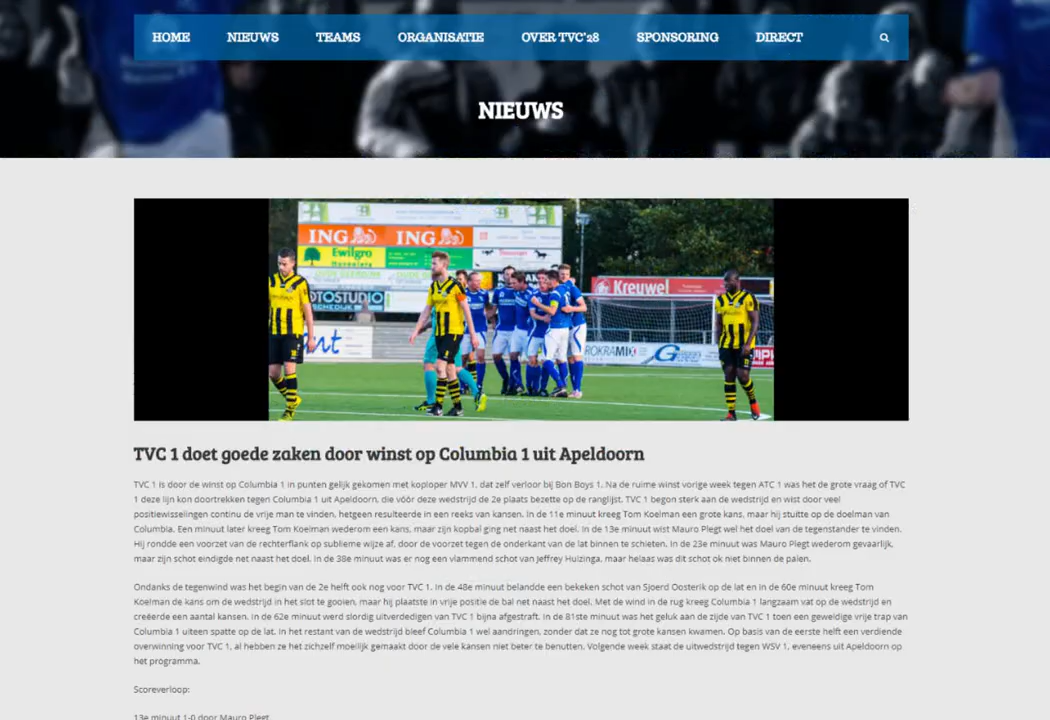 HOME NIEUWS TEAMS ORGANISATIE OVER TVC'28 SPONSORING DIRECT
NIEUWS
ING ING
Ewilgro
Hoveniers
OTOSTUDIO
Kreuwel
ROKRAMIX
TVC 1 doet goede zaken door winst op Columbia 1 uit Apeldoorn
TVC 1 is door de winst op Columbia 1 in punten gelijk gekomen met koploper MVV 1, dat zelf verloor bij Bon Boys 1. Na de ruime winst vorige week tegen ATC 1 was het de grote vraag of TVC
1 deze lijn kon doortrekken tegen Columbia 1 uit Apeldoorn, die vóór deze wedstrijd de 2e plaats bezette op de ranglijst. TVC 1 begon sterk aan de wedstrijd en wist door veel
positiewisselingen continu de vrije man te vinden, hetgeen resulteerde in een reeks van kansen. In de 11e minuut kreeg Tom Koelman een grote kans, maar hij stuitte op de doelman van
Columbia. Een minuut later kreeg Tom Koelman wederom een kans, maar zijn kopbal ging net naast het doel. In de 13e minuut wist Mauro Plegt wel het doel van de tegenstander te vinden.
Hij rondde een voorzet van de rechterflank op sublieme wijze af, door de voorzet tegen de onderkant van de lat binnen te schieten. In de 23e minuut was Mauro Plegt wederom gevaarlijk,
maar zijn schot eindigde net naast het doel. In de 38e minuut was er nog een vlammend schot van Jeffrey Huizinga, maar helaas was dit schot ok niet binnen de palen.
Ondanks de tegenwind was het begin van de 2e helft ook nog voor TVC 1. In de 48e minuut belandde een bekeken schot van Sjoerd Oosterik op de lat en in de 60e minuut kreeg Tom
Koelman de kans om de wedstrijd in het slot te gooien, maar hij plaatste in vrije positie de bal net naast het doel. Met de wind in de rug kreeg Columbia 1 langzaam vat op de wedstrijd en
creëerde een aantal kansen. In de 62e minuut werd slordig uitverdedigen van TVC 1 bijna afgestraft. In de 81ste minuut was het geluk aan de zijde van TVC 1 toen een geweldige vrije trap van
Columbia 1 uiteen spatte op de lat. In het restant van de wedstrijd bleef Columbia 1 wel aandringen, zonder dat ze nog tot grote kansen kwamen. Op basis van de eerste helft een verdiende
overwinning voor TVC 1, al hebben ze het zichzelf moeilijk gemaakt door de vele kansen niet beter te benutten. Volgende week staat de uitwedstrijd tegen WSV 1, eveneens uit Apeldoorn op
het programma.
Scoreverloop:
13e minuut 1-0 door Mauro Plegt